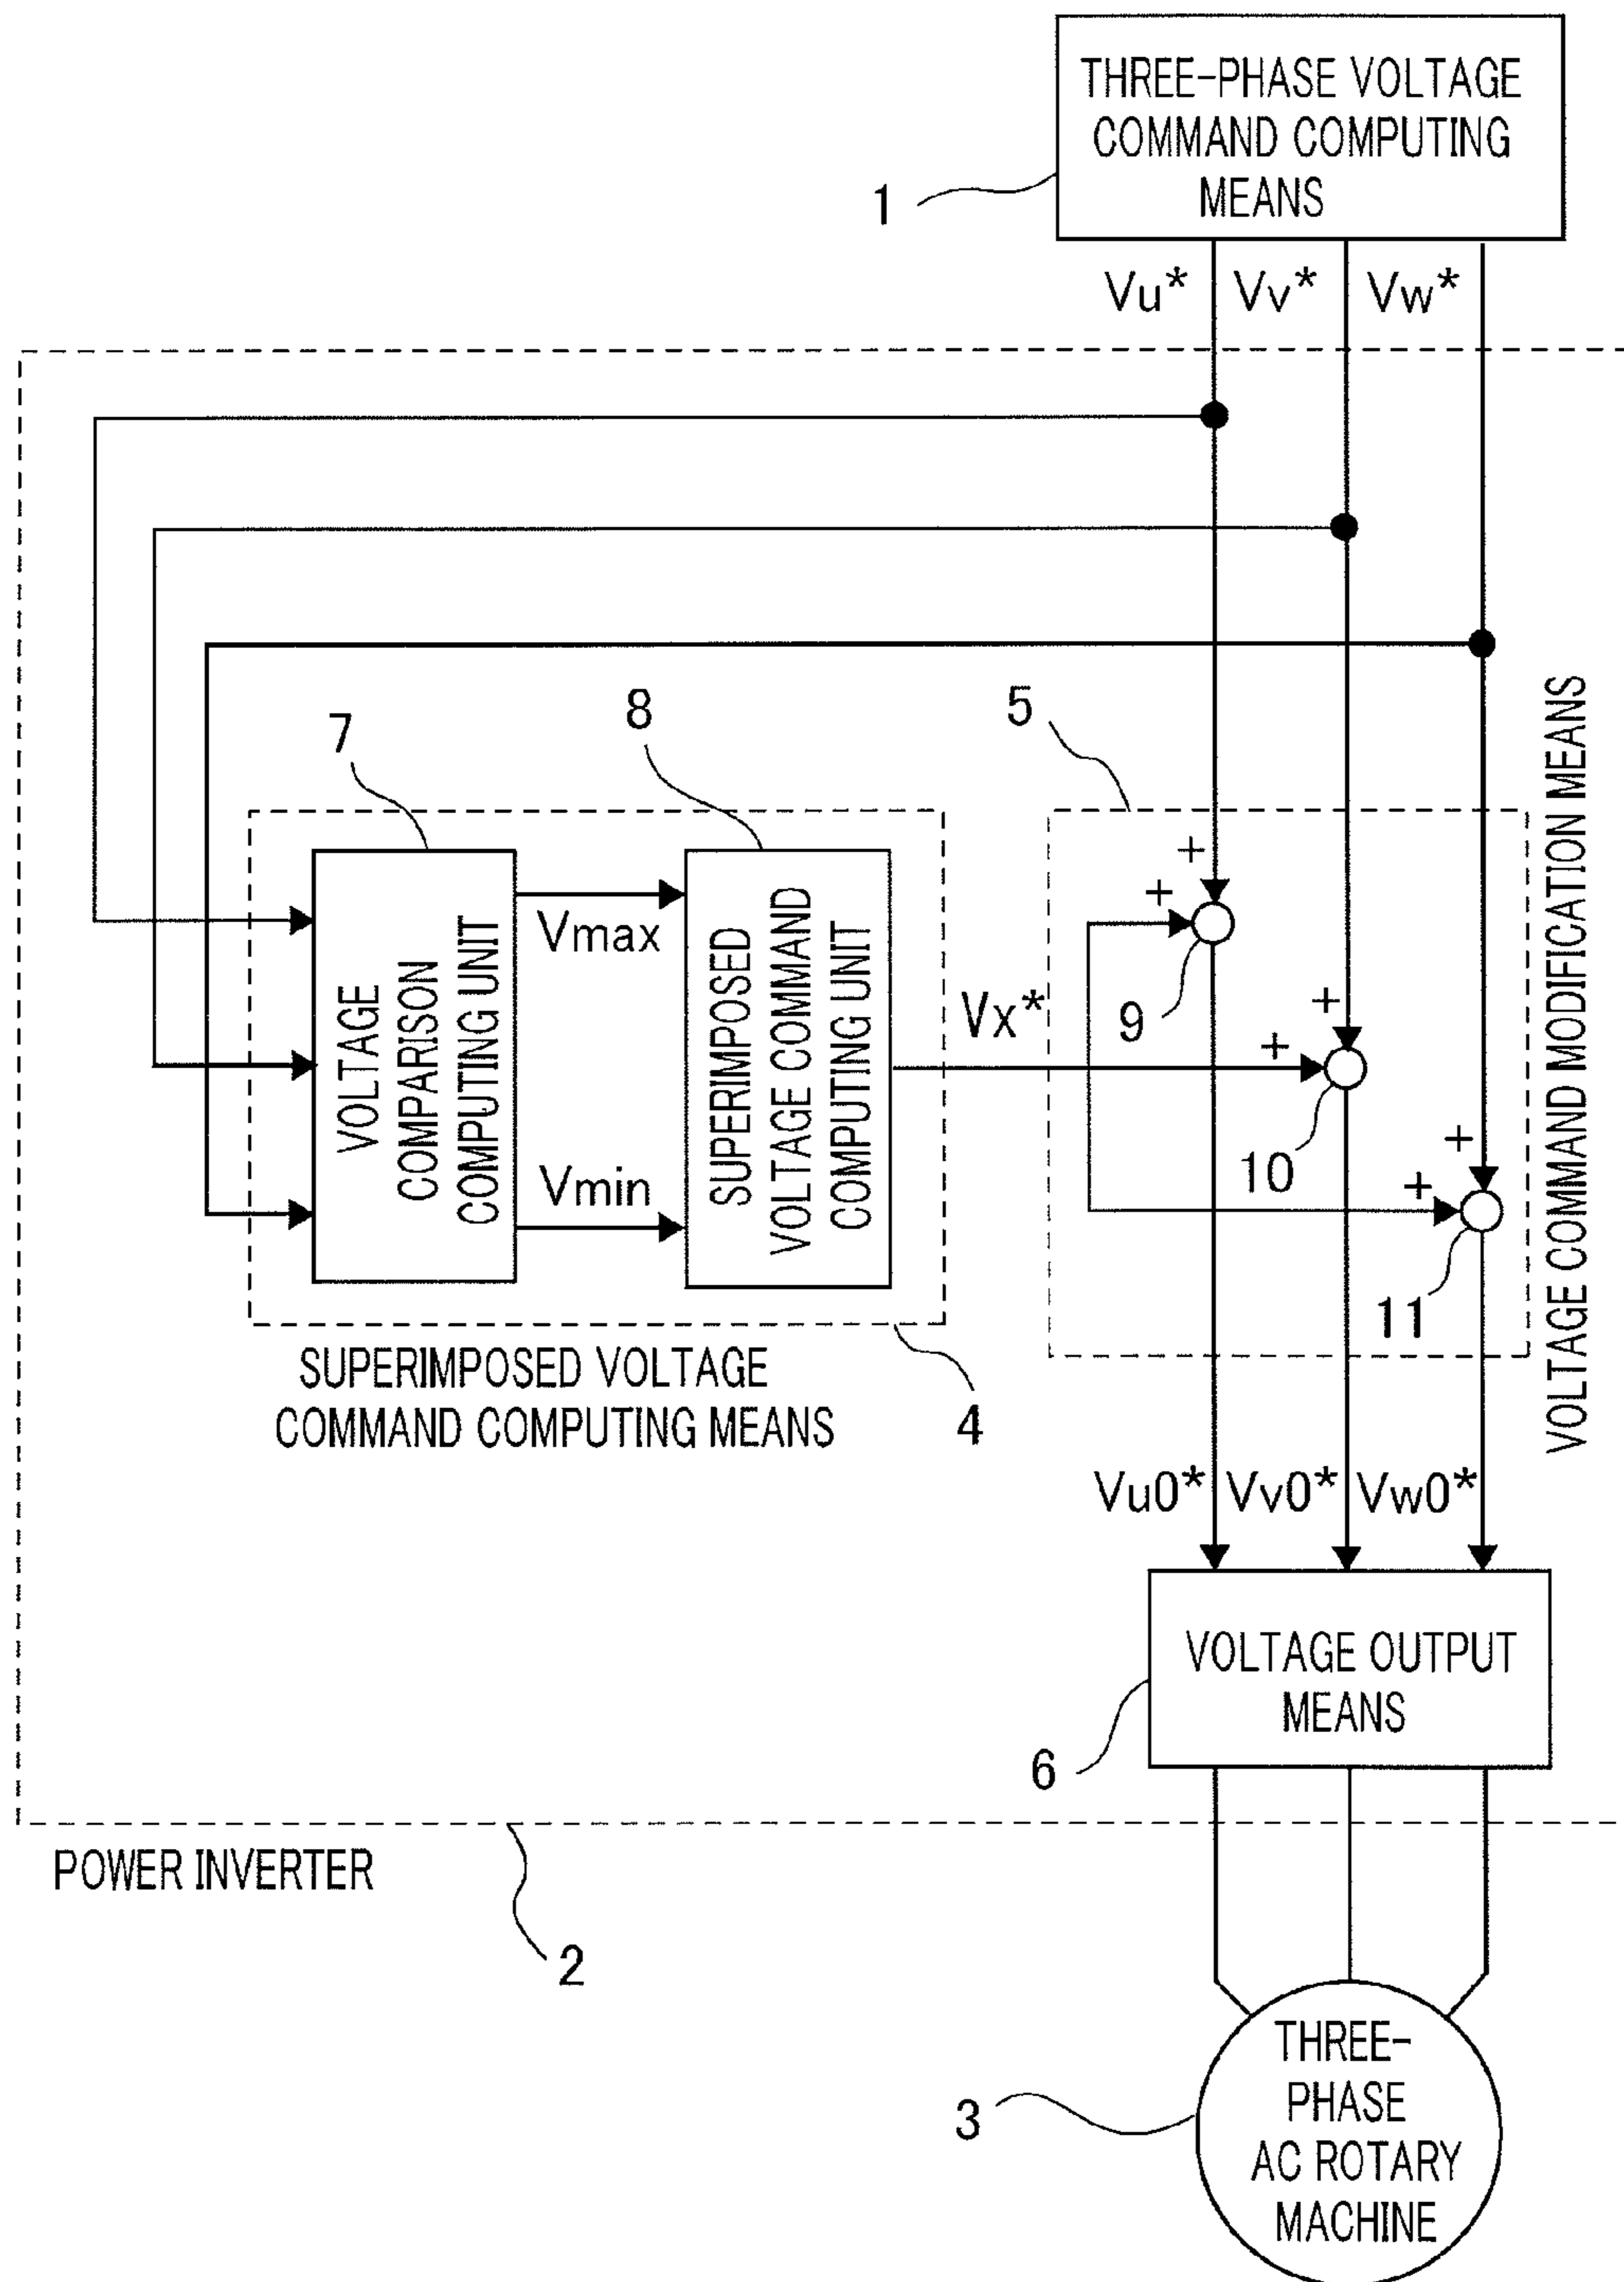 THREE-PHASE VOLTAGE
COMMAND COMPUTING
MEANS
1
Vu*
Vv*
Vw*
5
8
7
VOLTAGE COMMAND MODIFICATION MEANS
+
+
Vmax
VOLTAGE
COMPARISON
COMPUTING UNIT
SUPERIMPOSED
VOLTAGE COMMAND
COMPUTING UNIT
Vx*
9
+
+
10
Vmin
+
+
11
SUPERIMPOSED VOLTAGE
COMMAND COMPUTING MEANS
4
Vu0*
Vv0*
Vw0*
VOLTAGE OUTPUT
MEANS
6
POWER INVERTER
2
THREE-
PHASE
AC ROTARY
MACHINE
3